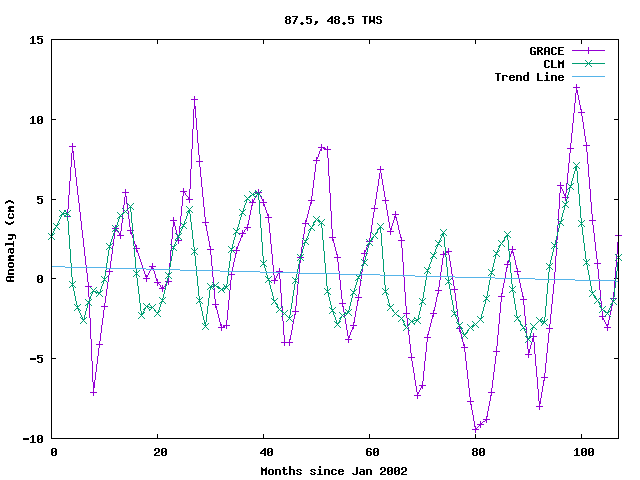 87.5, 48.5 TWS
GRACE
CLM
Trend Line
15
10
5
0
-5
-10
Anomaly (cm)
0 20 40 60 80 100
Months since Jan 2002